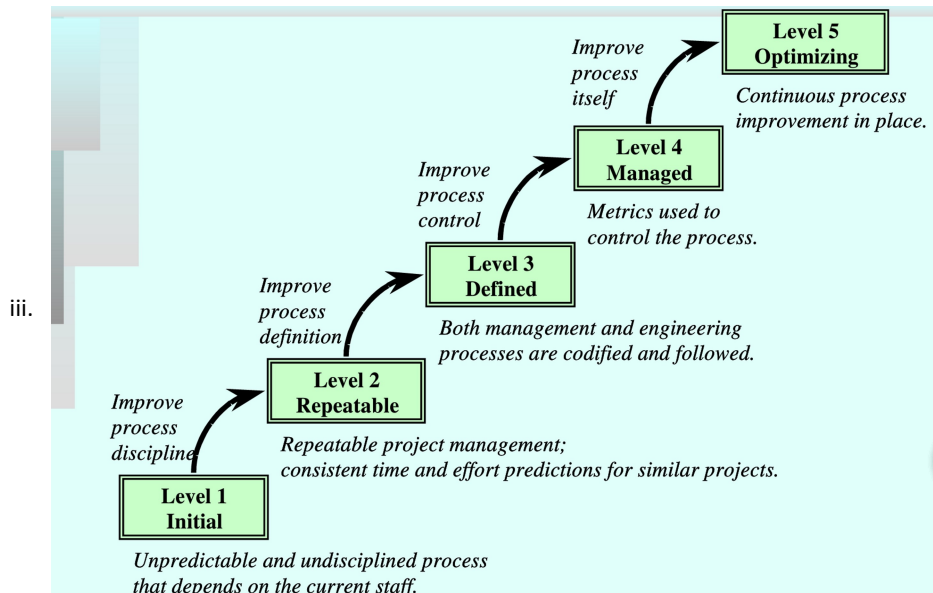 Level 5
Optimizing
Improve
process
itself
Continuous process
improvement in place.
Level 4
Managed
Improve
process
control
Metrics used to
control the process.
Level 3
Defined
iii.
Improve
process
definition
Both management and engineering
processes are codified and followed.
Level 2
Repeatable
Improve
process
discipline
Repeatable project management;
consistent time and effort predictions for similar projects.
Level 1
Initial
Unpredictable and undisciplined process
that depends on the current staff.